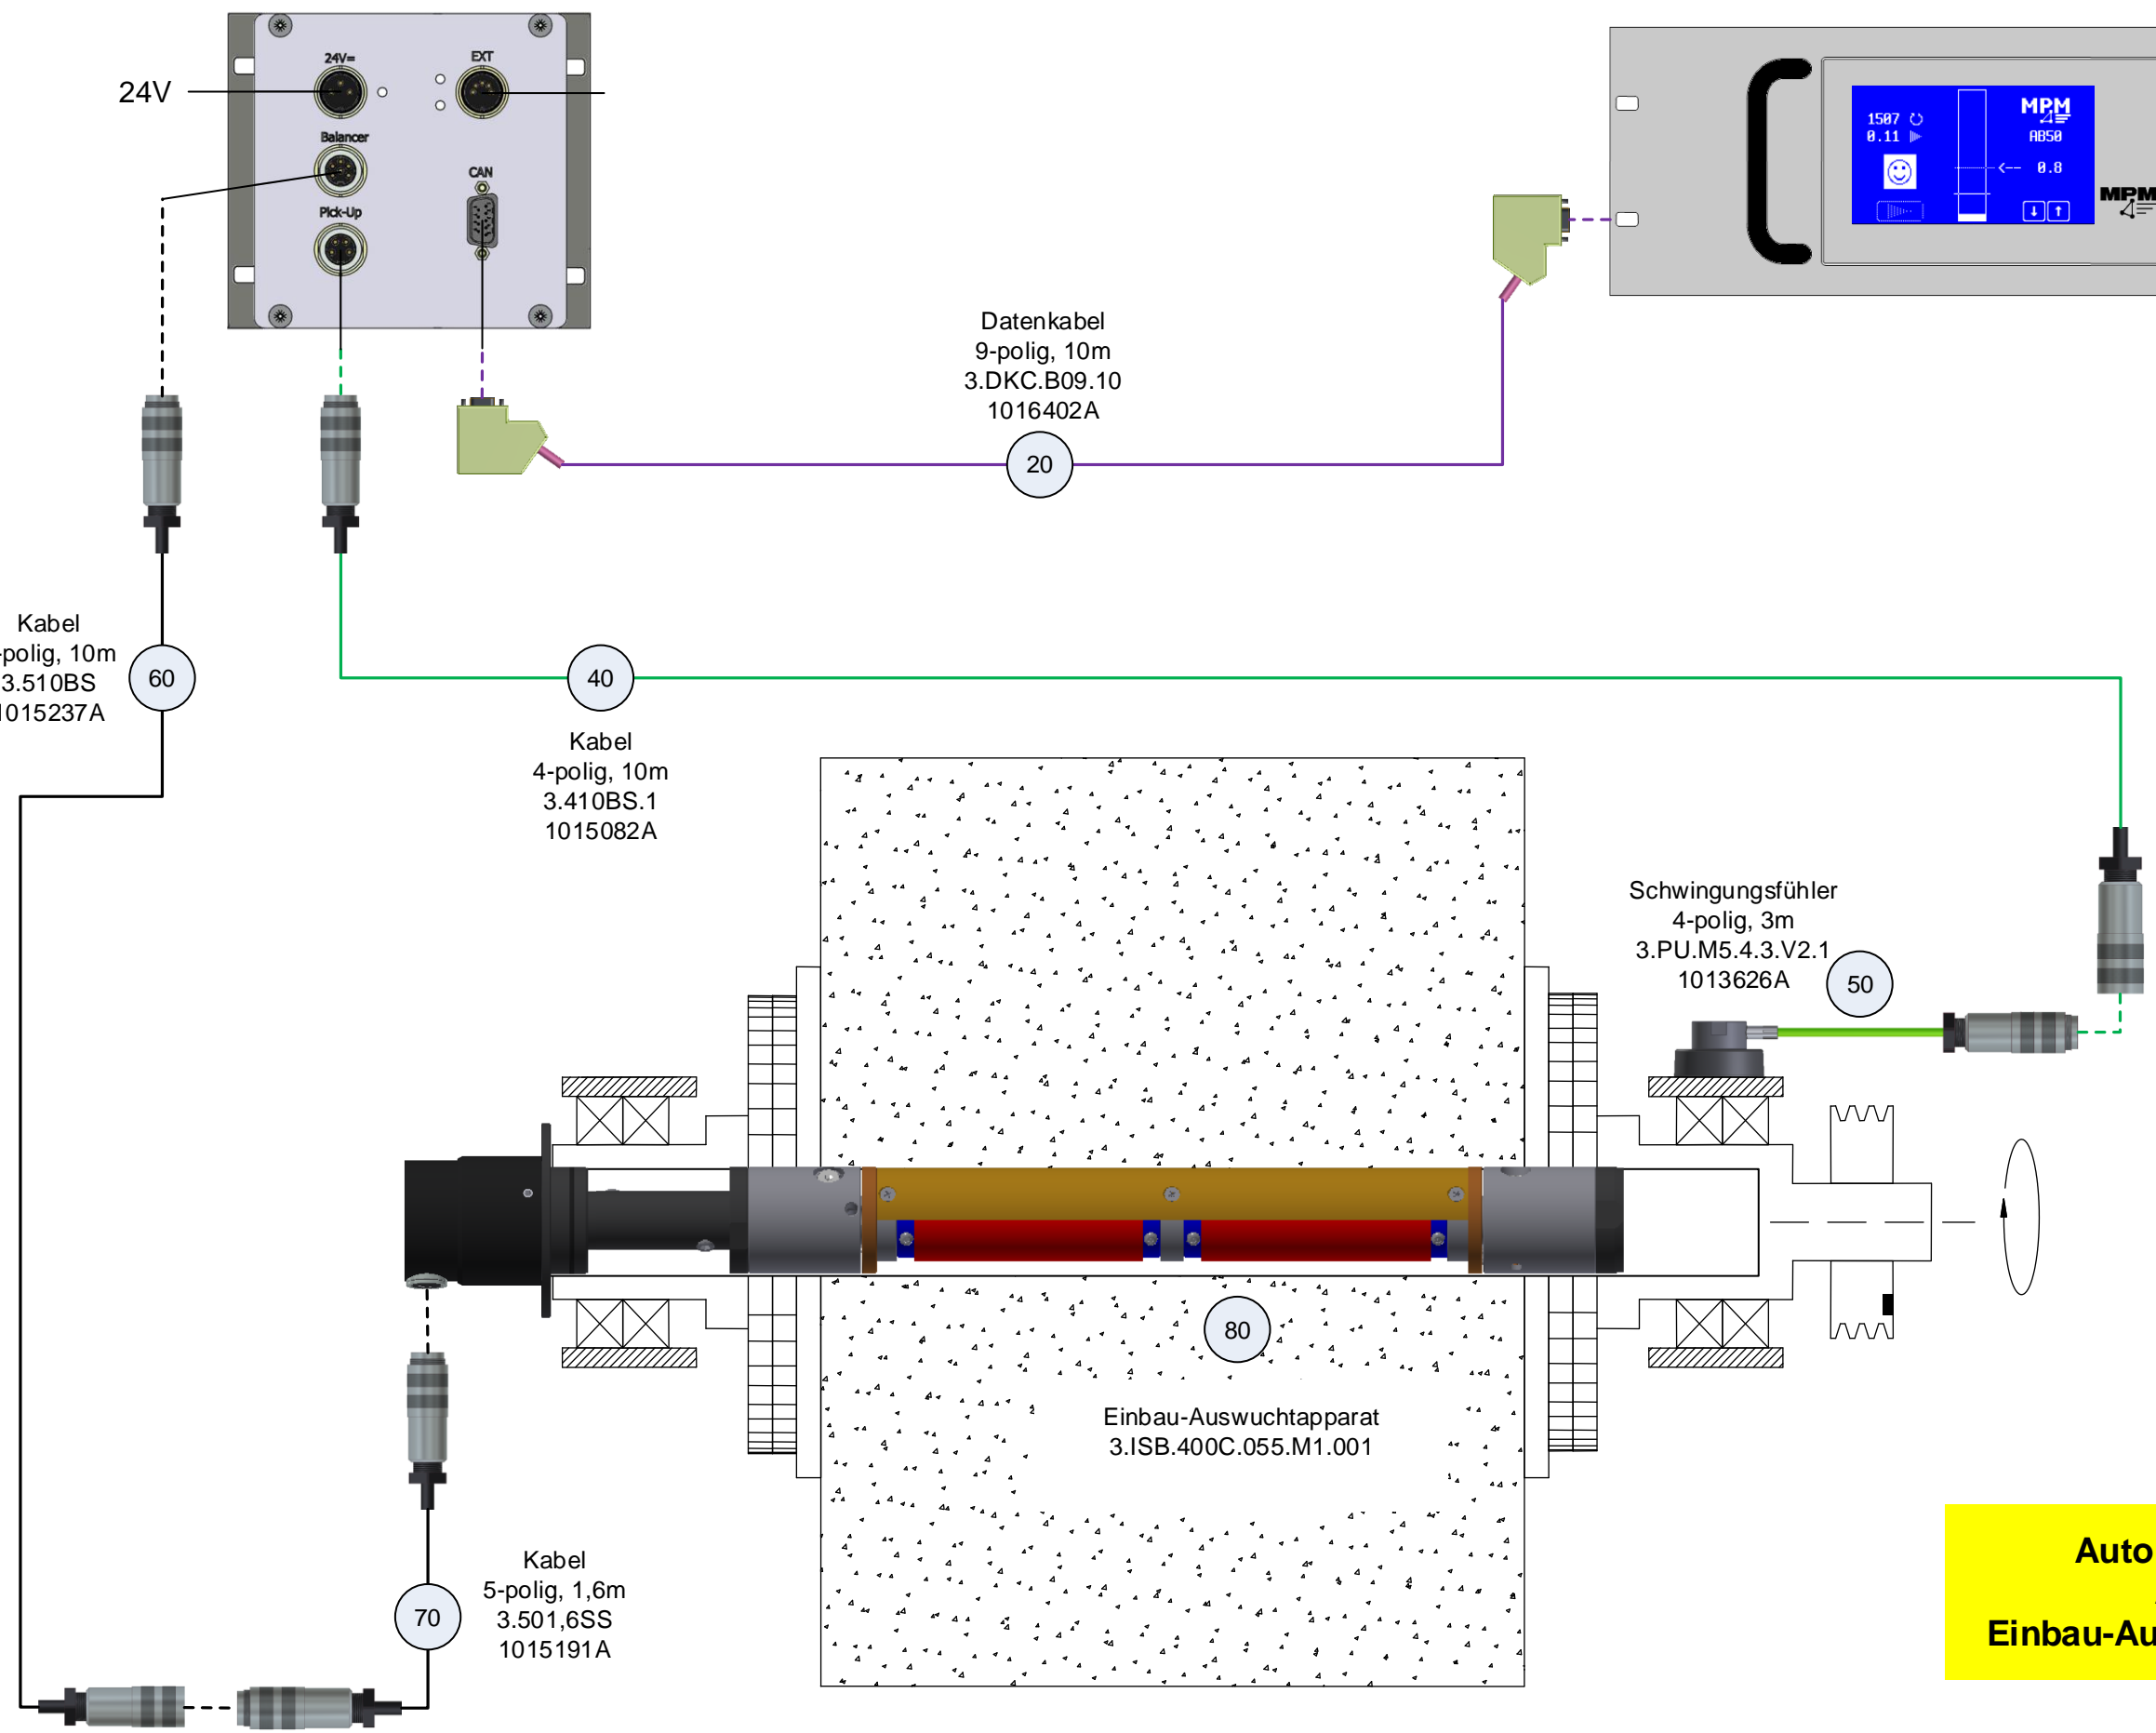 24V
24V=
EXT
Balancer
CAN
Pick-Up
1507
0.11
MPM
AB50
<-- 0.8
MPM
Datenkabel
9-polig, 10m
3.DKC.B09.10
1016402A
20
Kabel
-polig, 10m
3.510BS
1015237A
60
40
Kabel
4-polig, 10m
3.410BS.1
1015082A
Schwingungsfühler
4-polig, 3m
3.PU.M5.4.3.V2.1
1013626A
50
80
Einbau-Auswuchtapparat
3.ISB.400C.055.M1.001
Kabel
5-polig, 1,6m
3.501,6SS
1015191A
70
Auto
Einbau-Au